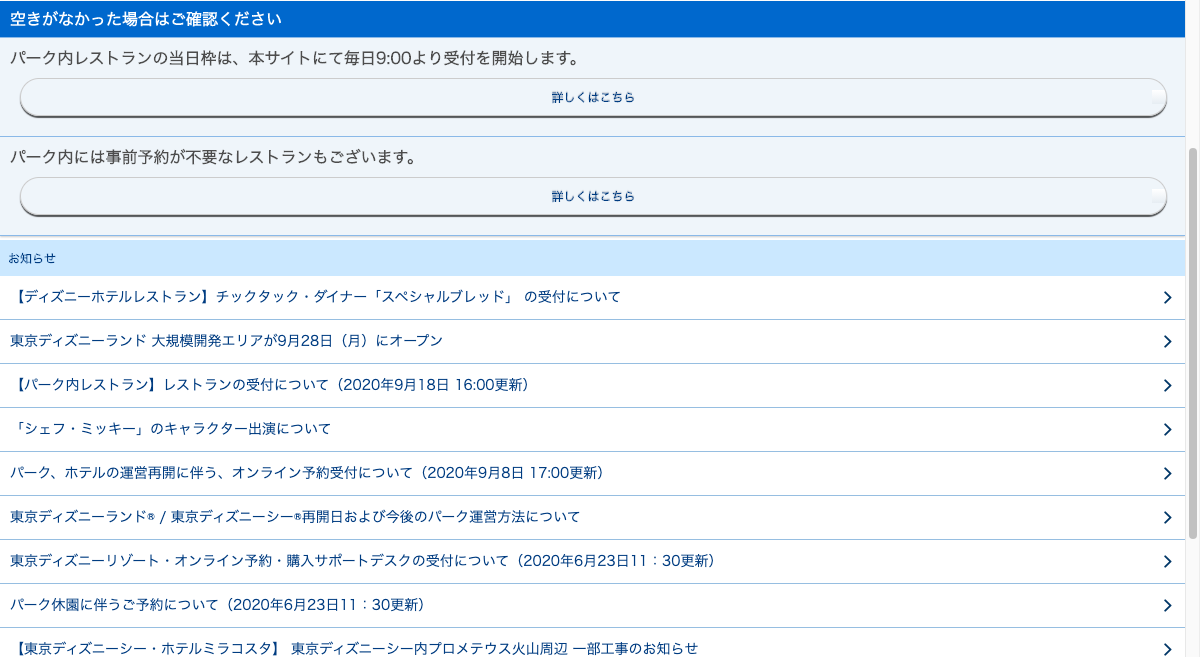 空きがなかった場合はご確認ください
パーク内レストランの当日枠は、本サイトにて毎日9:00より受付を開始します。
詳しくはこちら
パーク内には事前予約が不要なレストランもございます。
詳しくはこちら
お知らせ
【ディズニーホテルレストラン】チックタック・ダイナー「スペシャルブレッド」 の受付について
東京ディズニーランド 大規模開発エリアが9月28日（月）にオープン
【パーク内レストラン】レストランの受付について（2020年9月18日 16:00更新）
「シェフ・ミッキー」のキャラクター出演について
パーク、ホテルの運営再開に伴う、オンライン予約受付について（2020年9月8日 17:00更新）
東京ディズニーランド® / 東京ディズニーシー®再開日および今後のパーク運営方法について
東京ディズニーリゾート・オンライン予約・購入サポートデスクの受付について（2020年6月23日11：30更新）
パーク休園に伴うご予約について（2020年6月23日11：30更新）
【東京ディズニーシー・ホテルミラコスタ】 東京ディズニーシー内プロメテウス火山周辺 一部工事のお知らせ